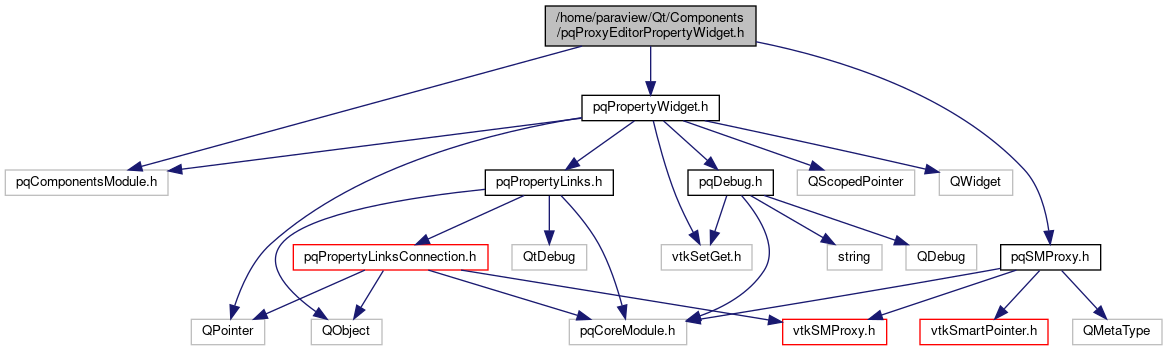 /home/paraview/Qt/Components
/pqProxyEditorPropertyWidget.h
pqPropertyWidget.h
pqComponentsModule.h
pqPropertyLinks.h
pqDebug.h
QScopedPointer
QWidget
pqPropertyLinksConnection.h
QtDebug
vtkSetGet.h
string
QDebug
pqSMProxy.h
QPointer
QObject
pqCoreModule.h
vtkSMProxy.h
vtkSmartPointer.h
QMetaType